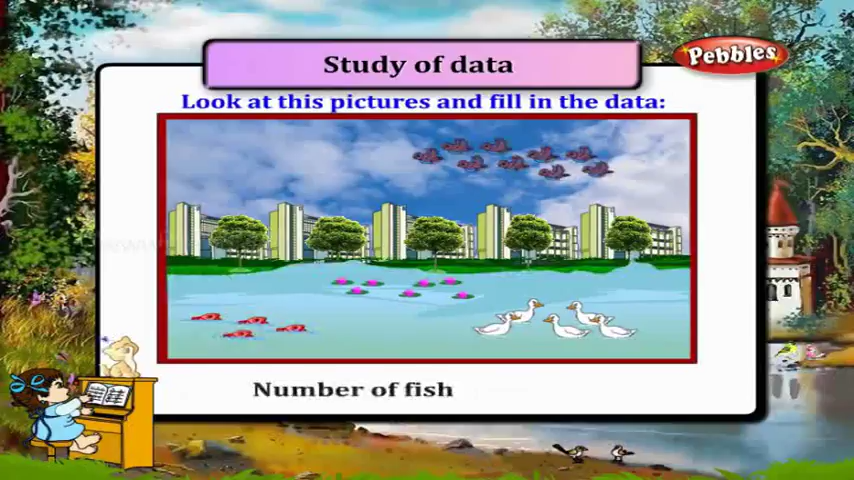 Study of data
Pebbles
Look at this pictures and fill in the data:
Number of fish